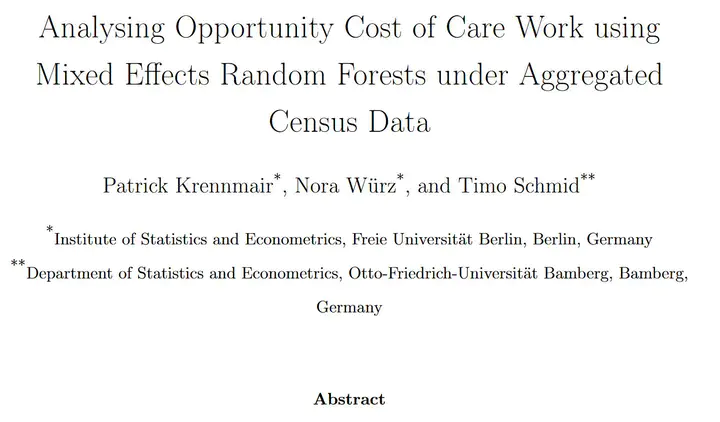 Analysing Opportunity Cost of Care Work using
Mixed Effects Random Forests under Aggregated
Census Data
Patrick Krennmair*, Nora Würz*, and Timo Schmid**
*Institute of Statistics and Econometrics, Freie Universität Berlin, Berlin, Germany
**Department of Statistics and Econometrics, Otto-Friedrich-Universität Bamberg, Bamberg,
Germany
Abstract